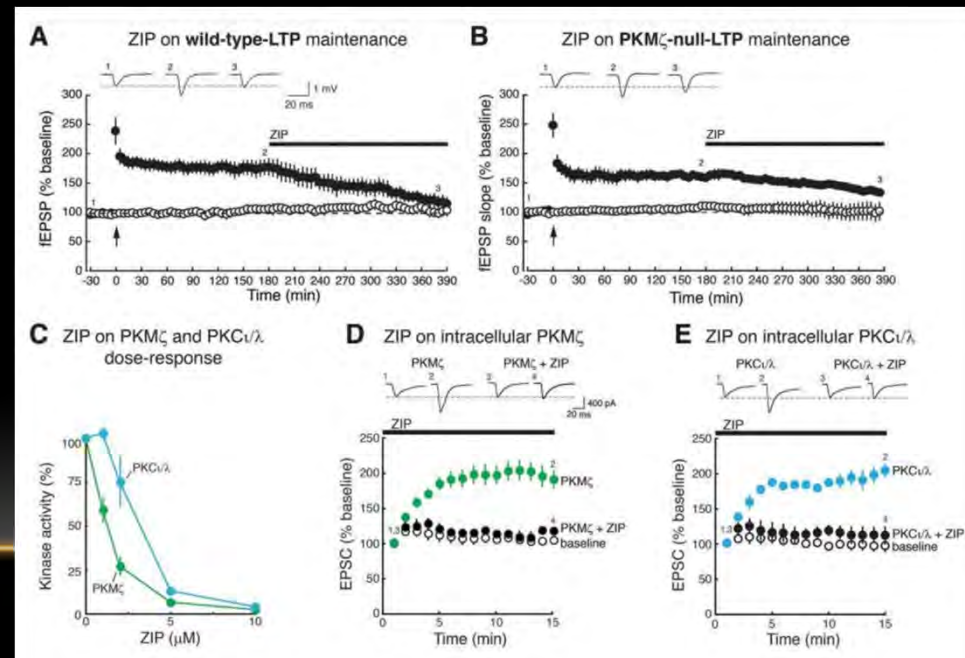 A ZIP on wild-type-LTP maintenance
1 2 3
1 mV
20 ms
300
250
200
150
100
50
0
fEPSP (% baseline)
ZIP
1
2
3
-30 0 30 60 90 120 150 180 210 240 270 300 330 360 390
Time (min)
B ZIP on PKMζ-null-LTP maintenance
1 2 3
300
250
200
150
100
50
0
fEPSP slope (% baseline)
ZIP
1
2
3
-30 0 30 60 90 120 150 180 210 240 270 300 330 360 390
Time (min)
C ZIP on PKMζ and PKCι/λ
dose-response
100
75
50
25
0
Kinase activity (%)
PKCι/λ
PKMζ
0 5 10
ZIP (μM)
D ZIP on intracellular PKMζ
PKMζ PKMζ + ZIP
1 2 3 4
400 pA
20 ms
ZIP
250
200
150
100
50
0
EPSC (% baseline)
1,3
2
PKMζ
4
PKMζ + ZIP
baseline
0 5 10 15
Time (min)
E ZIP on intracellular PKCι/λ
PKCι/λ PKCι/λ + ZIP
1 2 3 4
ZIP
250
200
150
100
50
0
EPSC (% baseline)
1,3
2
PKCι/λ
4
PKCι/λ + ZIP
baseline
0 5 10 15
Time (min)